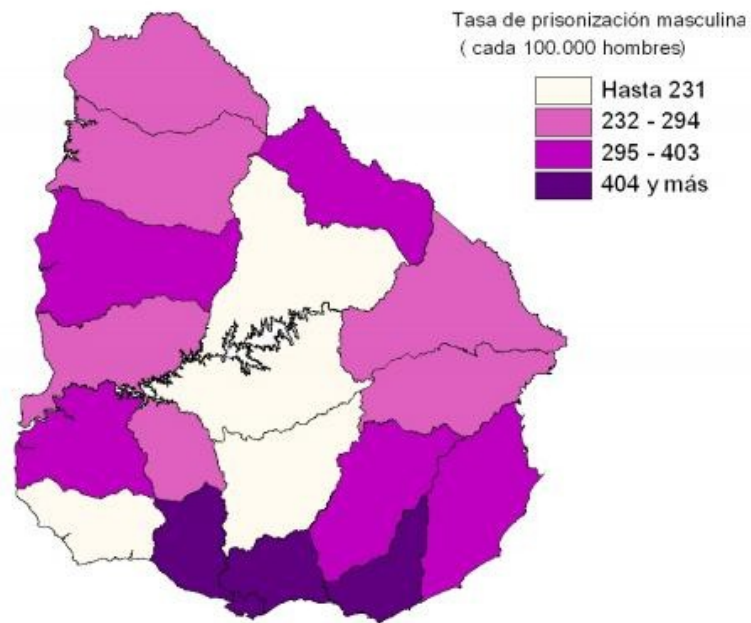 Tasa de prisonización masculina
( cada 100.000 hombres)
Hasta 231
232 - 294
295 - 403
404 y más